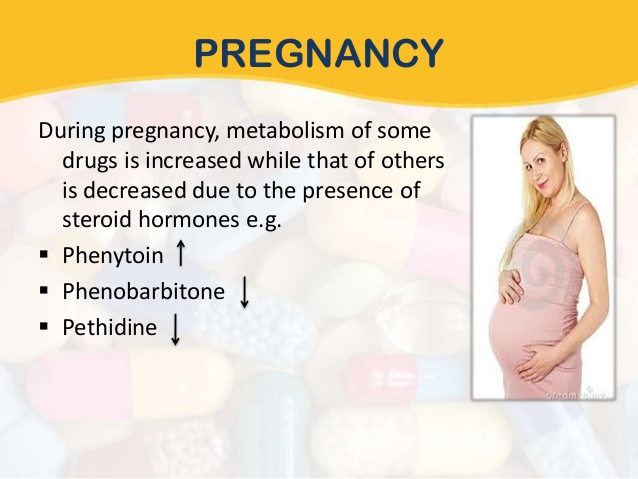 PREGNANCY
During pregnancy, metabolism of some
drugs is increased while that of others
is decreased due to the presence of
steroid hormones e.g.
▪ Phenytoin ↑
▪ Phenobarbitone ↓
▪ Pethidine ↓